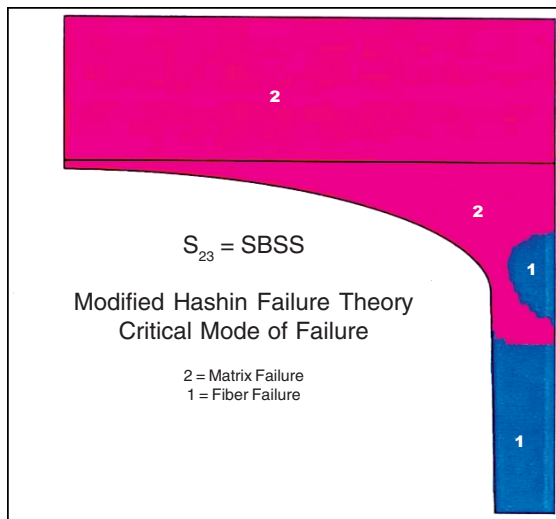 2
2
1
S23 = SBSS
Modified Hashin Failure Theory
Critical Mode of Failure
2 = Matrix Failure
1 = Fiber Failure
1